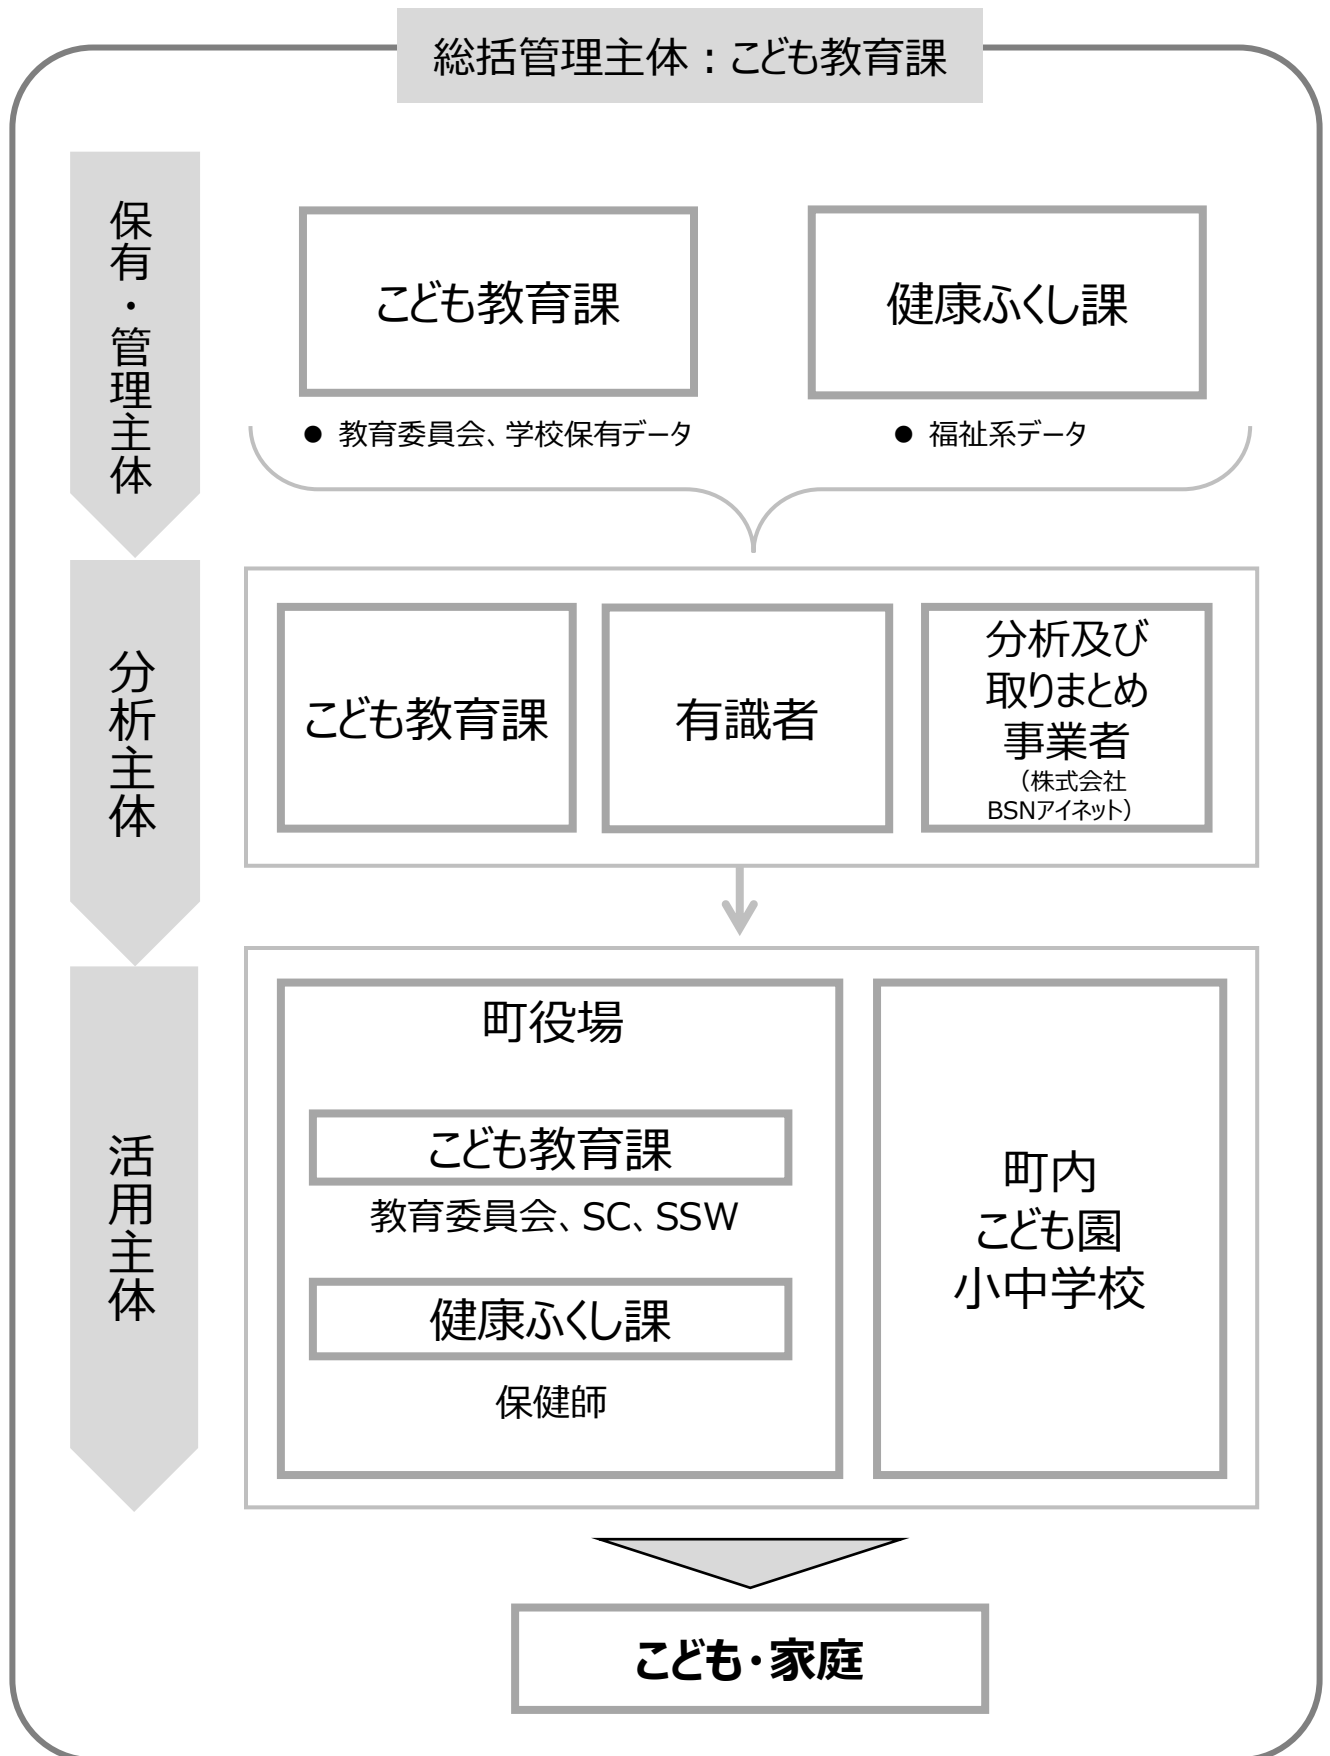 総括管理主体：こども教育課
保有・管理主体
こども教育課
健康ふくし課
● 教育委員会、学校保有データ
● 福祉系データ
分析主体
こども教育課
有識者
分析及び
取りまとめ
事業者
（株式会社
BSNアイネット）
活用主体
町役場
こども教育課
教育委員会、SC、SSW
健康ふくし課
保健師
町内
こども園
小中学校
こども・家庭